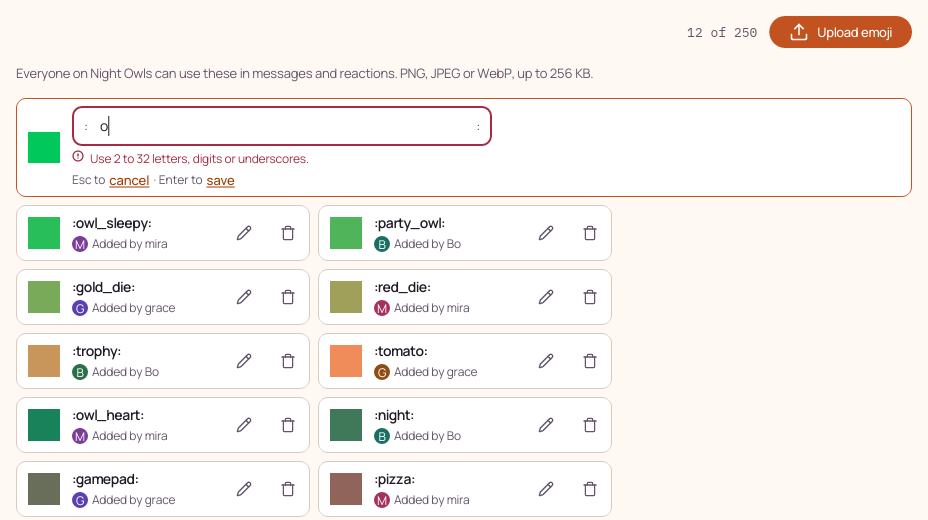 12 of 250 Upload emoji
Everyone on Night Owls can use these in messages and reactions. PNG, JPEG or WebP, up to 256 KB.
: o :
Use 2 to 32 letters, digits or underscores.
Esc to cancel · Enter to save
:owl_sleepy:
M Added by mira
:party_owl:
B Added by Bo
:gold_die:
G Added by grace
:red_die:
M Added by mira
:trophy:
B Added by Bo
:tomato:
G Added by grace
:owl_heart:
M Added by mira
:night:
B Added by Bo
:gamepad:
G Added by grace
:pizza:
M Added by mira